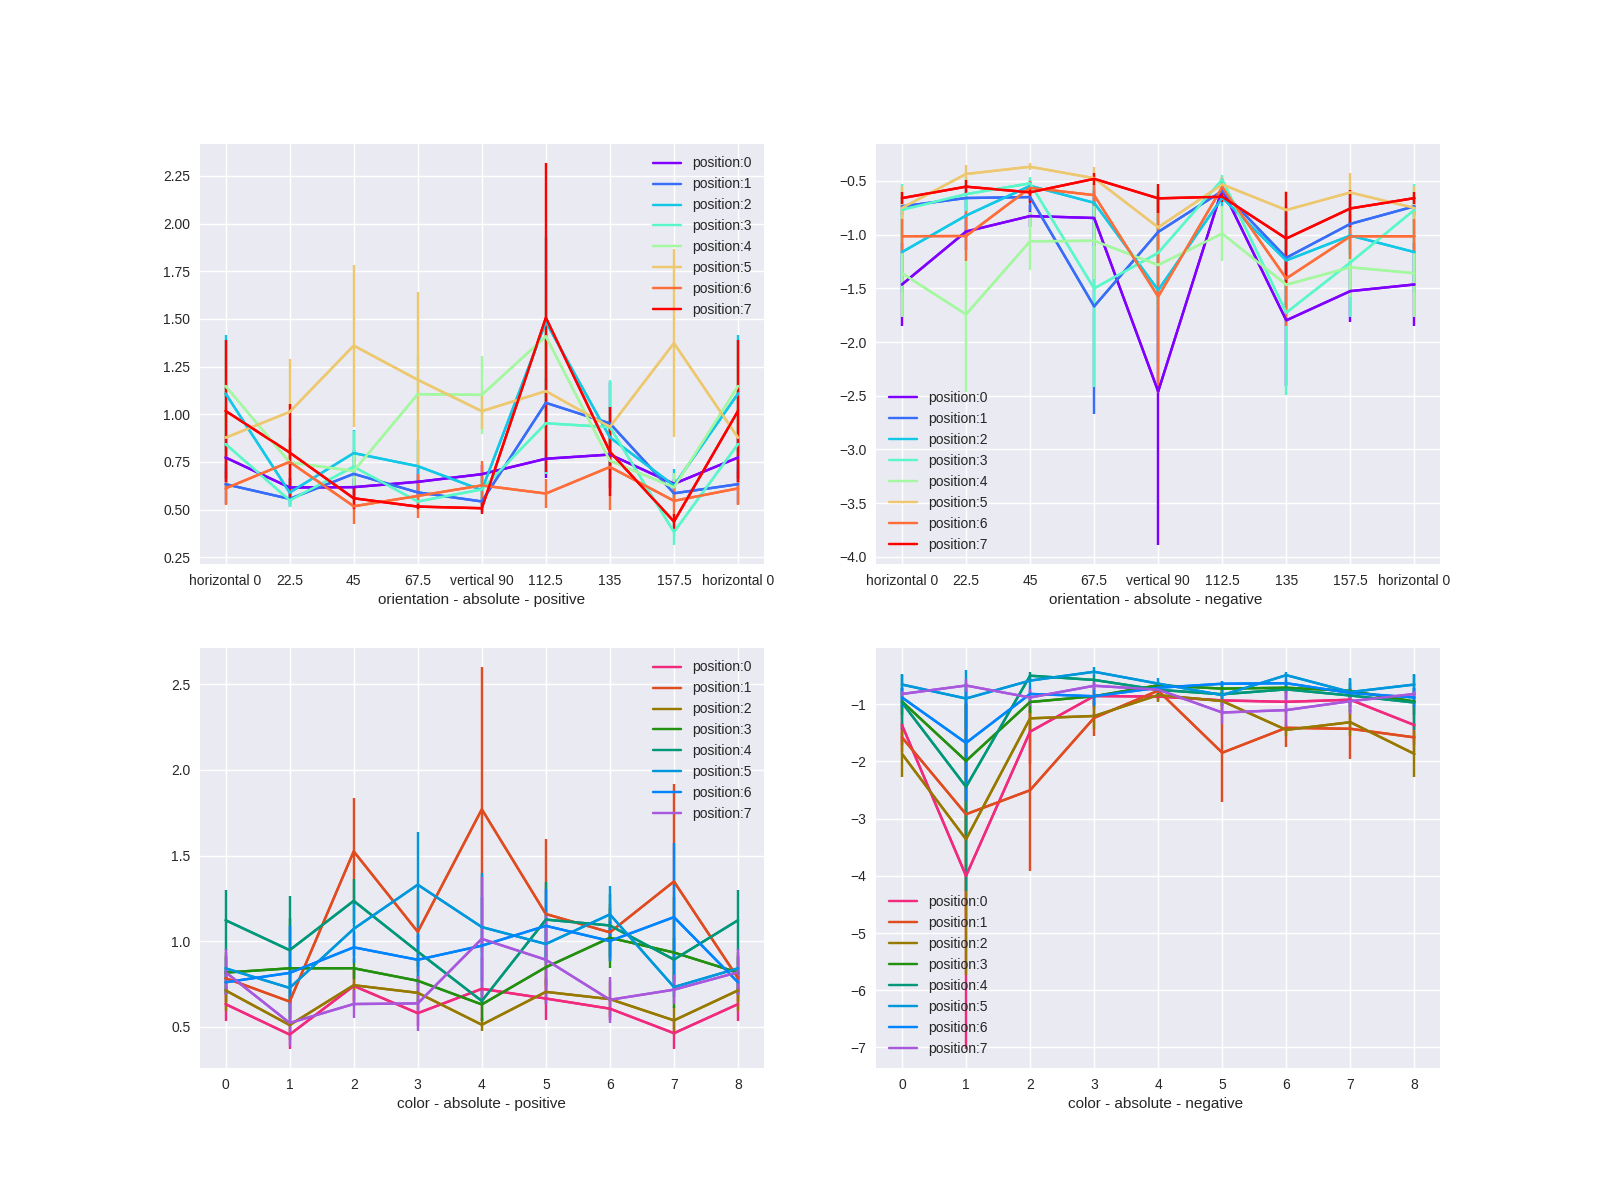 2.25
2.00
1.75
1.50
1.25
1.00
0.75
0.50
0.25
position:0
position:1
position:2
position:3
position:4
position:5
position:6
position:7
horizontal 0 22.5 45 67.5 vertical 90 112.5 135 157.5 horizontal 0
orientation - absolute - positive
−0.5
−1.0
−1.5
−2.0
−2.5
−3.0
−3.5
−4.0
position:0
position:1
position:2
position:3
position:4
position:5
position:6
position:7
horizontal 0 22.5 45 67.5 vertical 90 112.5 135 157.5 horizontal 0
orientation - absolute - negative
2.5
2.0
1.5
1.0
0.5
position:0
position:1
position:2
position:3
position:4
position:5
position:6
position:7
0 1 2 3 4 5 6 7 8
color - absolute - positive
−1
−2
−3
−4
−5
−6
−7
position:0
position:1
position:2
position:3
position:4
position:5
position:6
position:7
0 1 2 3 4 5 6 7 8
color - absolute - negative